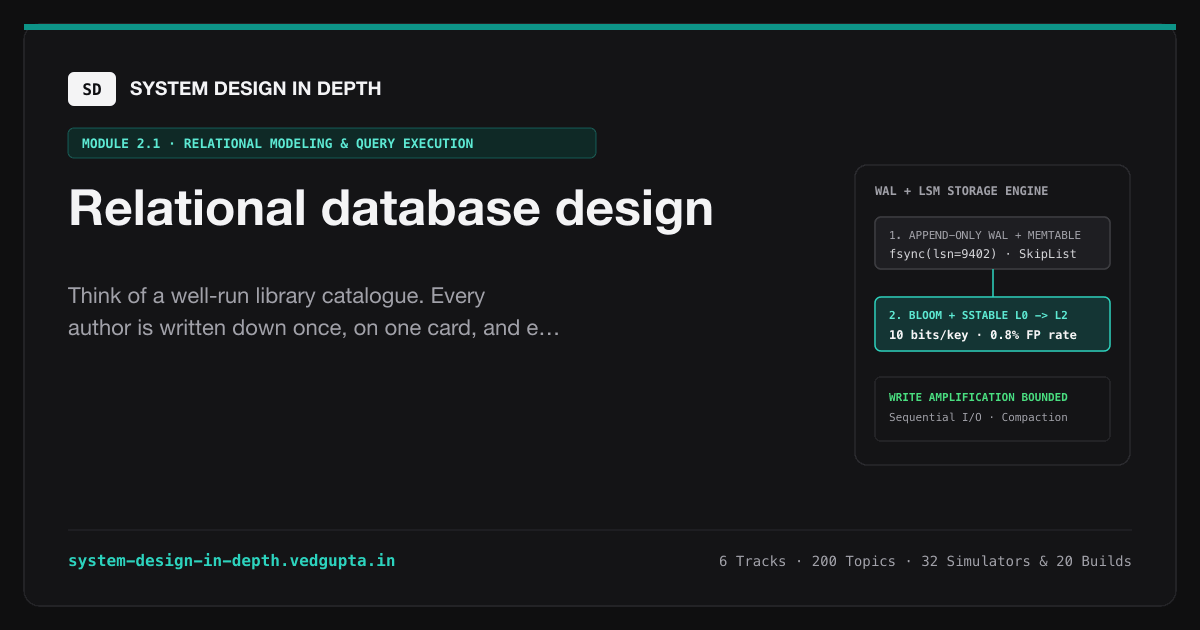 SD SYSTEM DESIGN IN DEPTH
MODULE 2.1 · RELATIONAL MODELING & QUERY EXECUTION
Relational database design
Think of a well-run library catalogue. Every
author is written down once, on one card, and e…
WAL + LSM STORAGE ENGINE
1. APPEND-ONLY WAL + MEMTABLE
fsync(lsn=9402) · SkipList
2. BLOOM + SSTABLE L0 -> L2
10 bits/key · 0.8% FP rate
WRITE AMPLIFICATION BOUNDED
Sequential I/O · Compaction
system-design-in-depth.vedgupta.in
6 Tracks · 200 Topics · 32 Simulators & 20 Builds